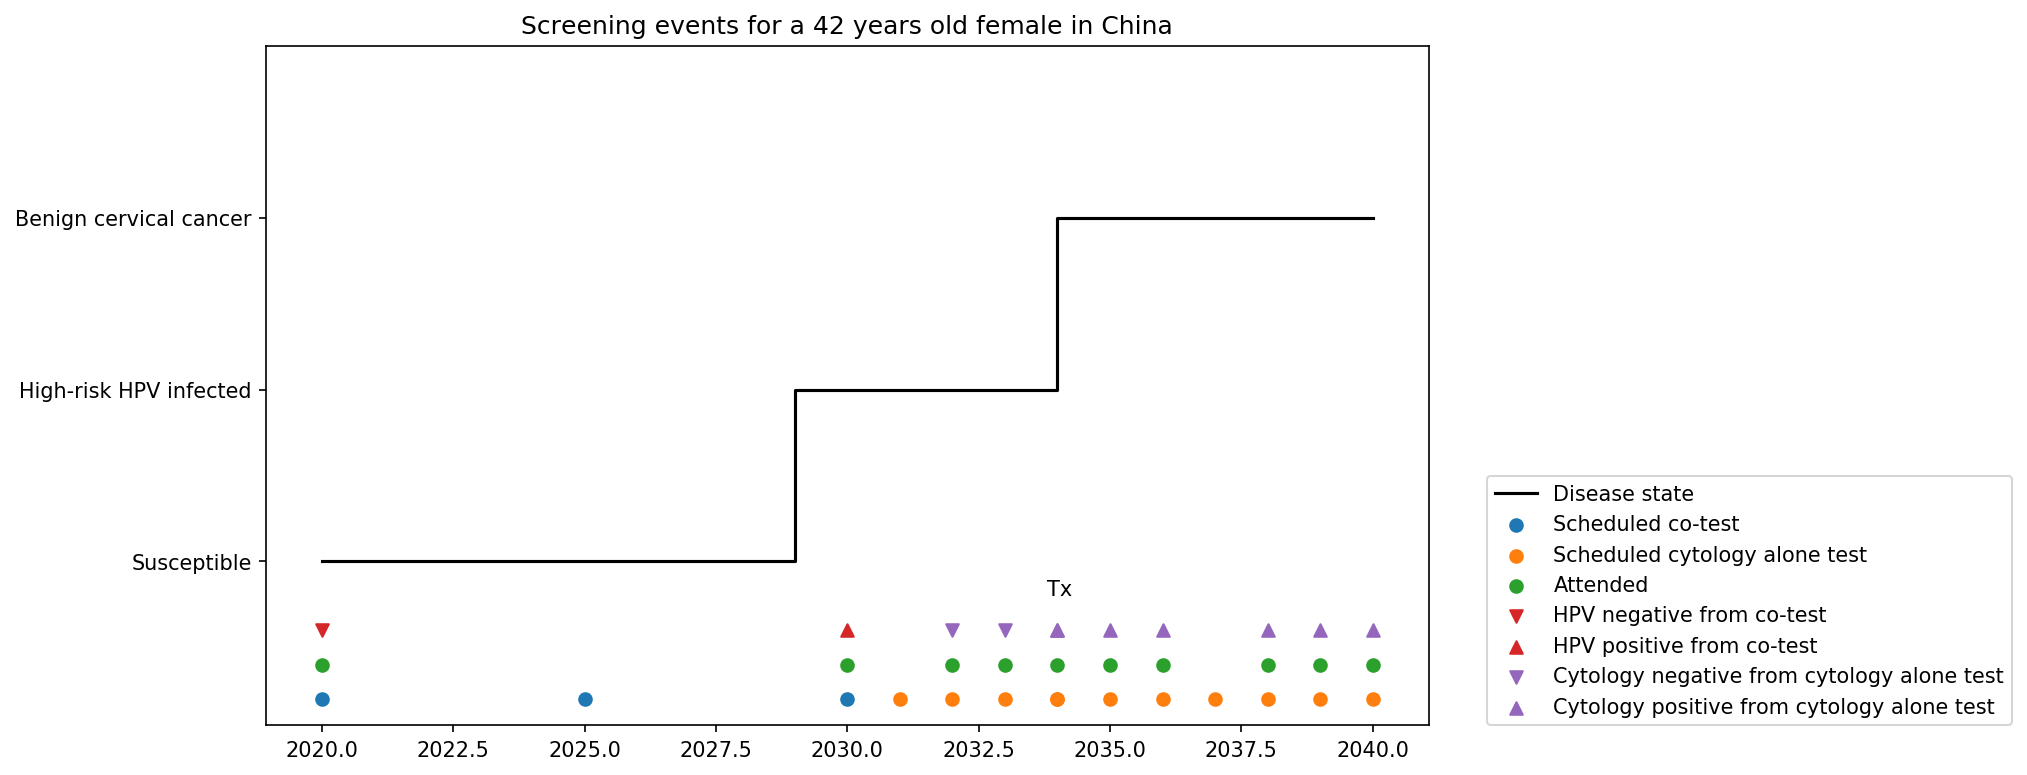 Screening events for a 42 years old female in China
Benign cervical cancer
High-risk HPV infected
Susceptible
Tx
2020.0 2022.5 2025.0 2027.5 2030.0 2032.5 2035.0 2037.5 2040.0
Disease state
Scheduled co-test
Scheduled cytology alone test
Attended
HPV negative from co-test
HPV positive from co-test
Cytology negative from cytology alone test
Cytology positive from cytology alone test